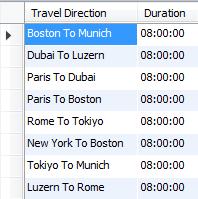 Travel Direction Duration
Boston To Munich 08:00:00
Dubai To Luzern 08:00:00
Paris To Dubai 08:00:00
Paris To Boston 08:00:00
Rome To Tokiyo 08:00:00
New York To Boston 08:00:00
Tokiyo To Munich 08:00:00
Luzern To Rome 08:00:00